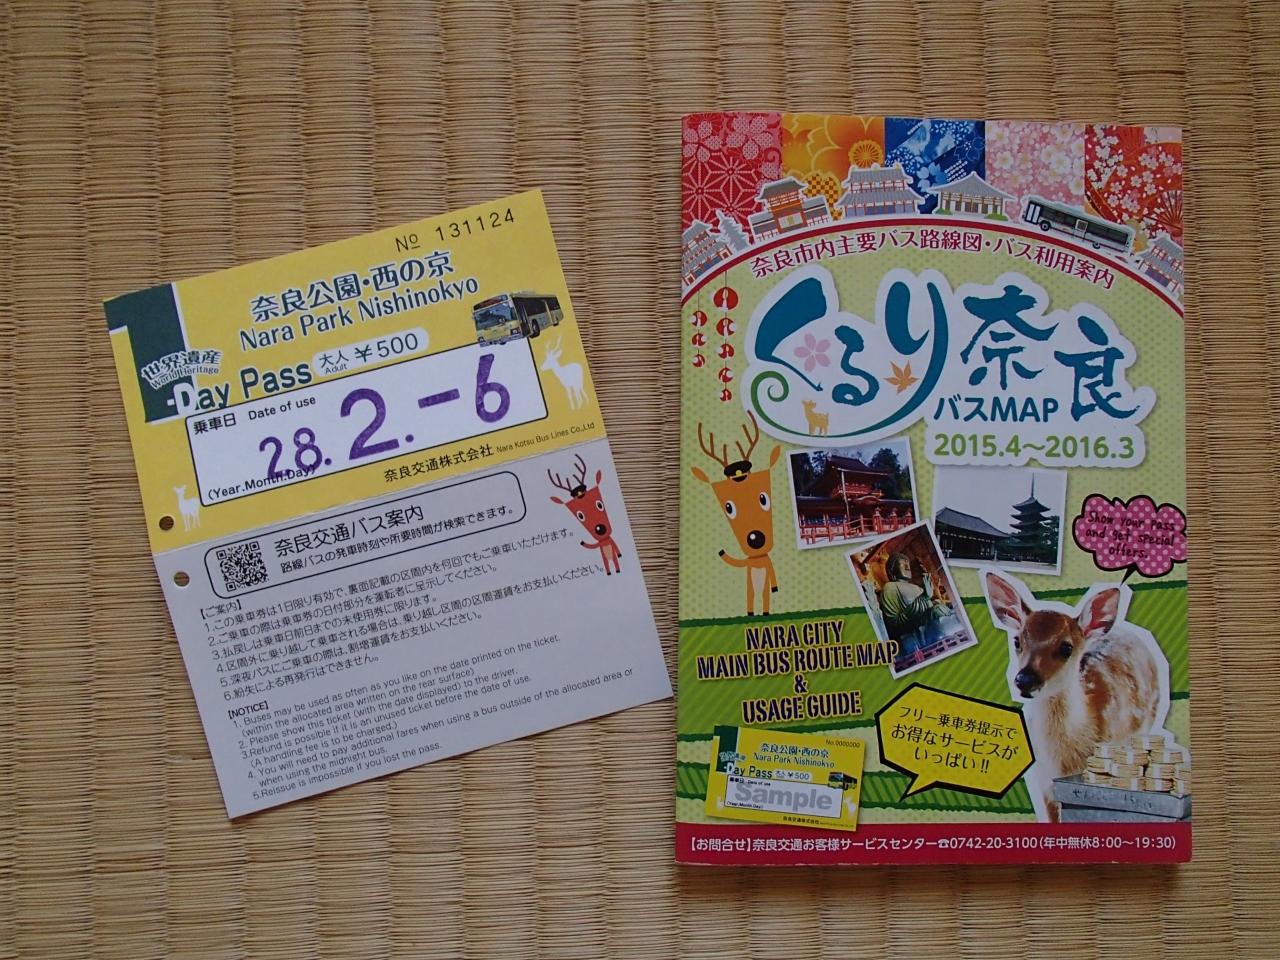 No 131124
奈良公園・西の京
Nara Park Nishinokyo
世界遺産
World Heritage
1-Day Pass 大人 Adult ¥500
乗車日 Date of use
28. 2. -6
(Year.Month.Day)
奈良交通株式会社 Nara Kotsu Bus Lines Co.,Ltd
奈良交通バス案内
路線バスの発車時刻や所要時間が検索できます。
【ご案内】
1.この乗車券は1日限り有効で、裏面記載の区間内を何回でもご乗車いただけます。
2.ご乗車の際は乗車券の日付部分を運転者に呈示してください。
3.払戻しは乗車日前日までの未使用券に限ります。
4.区間外に乗り越して乗車される場合は、乗り越し区間の区間運賃をお支払いください。
5.深夜バスにご乗車の際は、割増運賃をお支払いください。
6.紛失による再発行はできません。
[NOTICE]
1. Buses may be used as often as you like on the date printed on the ticket.
(within the allocated area written on the rear surface)
2. Please show this ticket (with the date displayed) to the driver.
3.Refund is possible if it is an unused ticket before the date of use.
(A handling fee is to be charged.)
4. You will need to pay additional fares when using a bus outside of the allocated area or
when using the midnight bus.
5.Reissue is impossible if you lost the pass.
奈良市内主要バス路線図・バス利用案内
くるり奈良
バスMAP
2015.4～2016.3
Show your pass
and get special
offers.
NARA CITY
MAIN BUS ROUTE MAP
&
USAGE GUIDE
フリー乗車券提示で
お得なサービスが
いっぱい!!
No.0000000
奈良公園・西の京
Nara Park Nishinokyo
1-Day Pass 大人 ¥500
乗車日 Date of use
Sample
(Year.Month.Day)
奈良交通株式会社
【お問合せ】奈良交通お客様サービスセンター☎0742-20-3100(年中無休8:00～19:30)